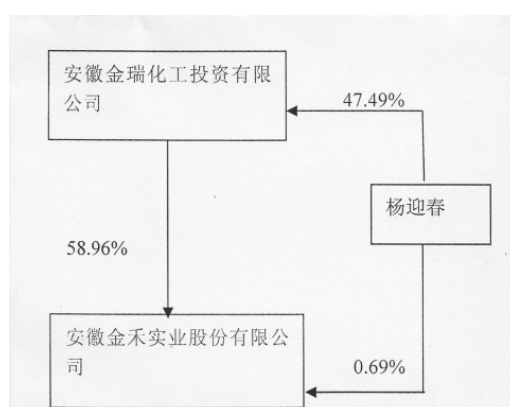 安徽金瑞化工投资有限
公司
47.49%
杨迎春
58.96%
安徽金禾实业股份有限公
司
0.69%